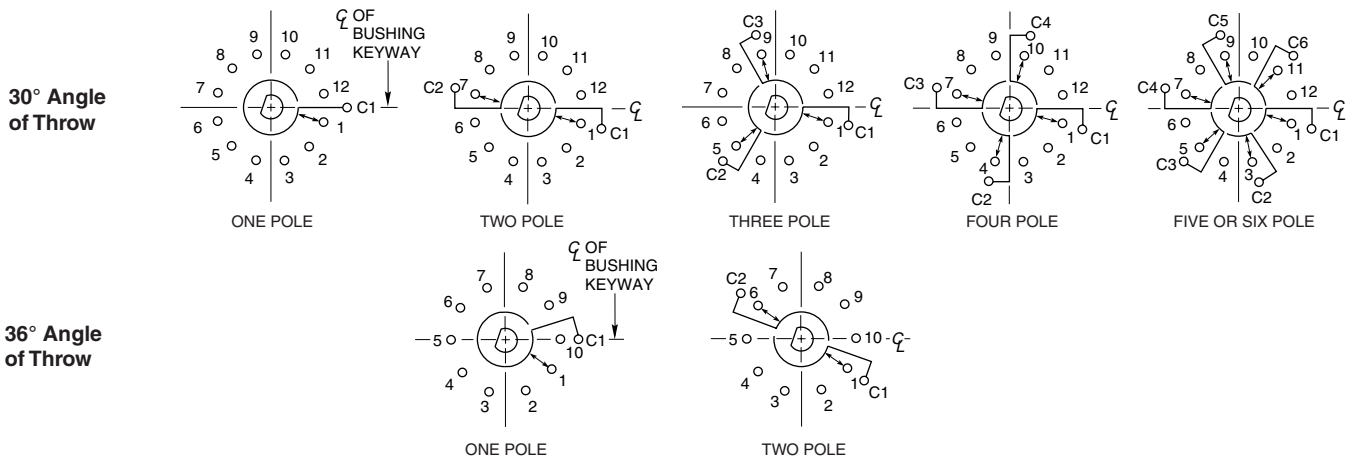 30° Angle
of Throw
℄ OF
BUSHING
KEYWAY
9
10
8
11
7
12
C1
6
1
5
2
4
3
ONE POLE
9
10
8
11
C2
7
12
℄
6
1
C1
5
2
4
3
TWO POLE
C3
9
10
8
11
7
12
℄
6
1
C1
5
2
C2
4
3
THREE POLE
C4
9
10
8
11
C3
7
12
℄
6
1
C1
5
2
4
3
C2
FOUR POLE
C5
9
10
C6
8
11
C4
7
12
6
1
C1
5
2
C3
4
3
C2
FIVE OR SIX POLE
36° Angle
of Throw
℄ OF
BUSHING
KEYWAY
7
8
6
9
5
10
C1
4
1
3
2
ONE POLE
C2
7
8
6
9
5
10
℄
4
1
C1
3
2
TWO POLE